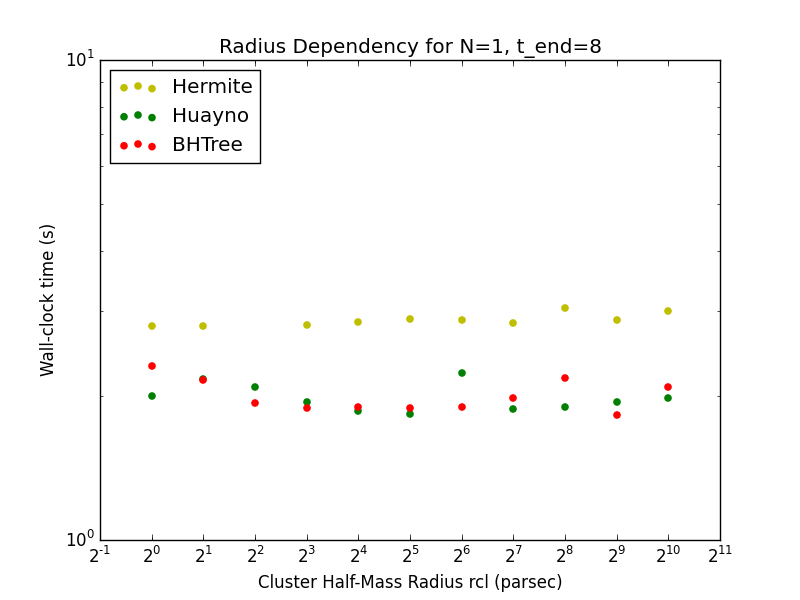 Radius Dependency for N=1, t_end=8
10^1
Hermite
Huayno
BHTree
Wall-clock time (s)
10^0
2^-1 2^0 2^1 2^2 2^3 2^4 2^5 2^6 2^7 2^8 2^9 2^10 2^11
Cluster Half-Mass Radius rcl (parsec)